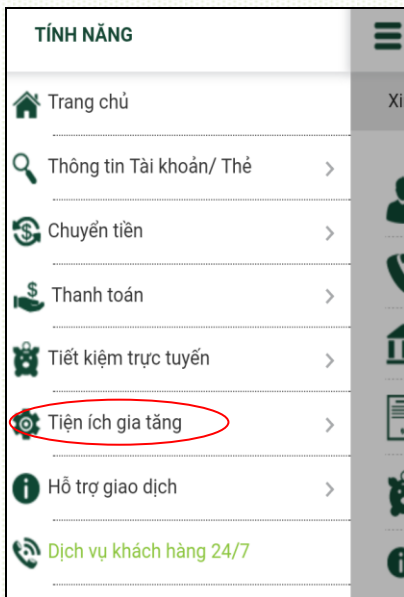 TÍNH NĂNG
Trang chủ
Xi
Thông tin Tài khoản/ Thẻ
Chuyển tiền
Thanh toán
Tiết kiệm trực tuyến
Tiện ích gia tăng
Hỗ trợ giao dịch
Dịch vụ khách hàng 24/7